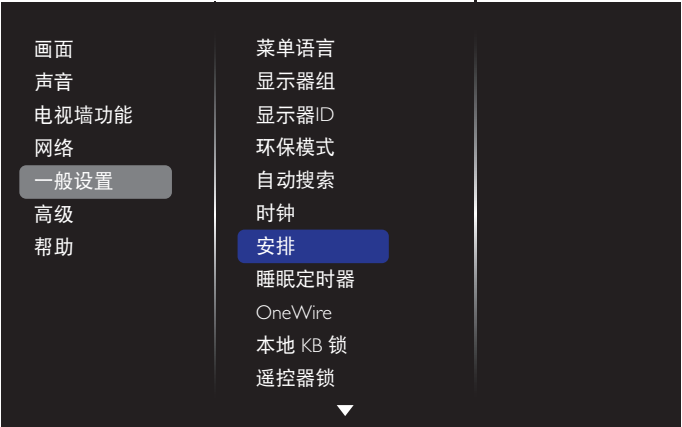 画面
声音
电视墙功能
网络
一般设置
高级
帮助
菜单语言
显示器组
显示器ID
环保模式
自动搜索
时钟
安排
睡眠定时器
OneWire
本地 KB 锁
遥控器锁